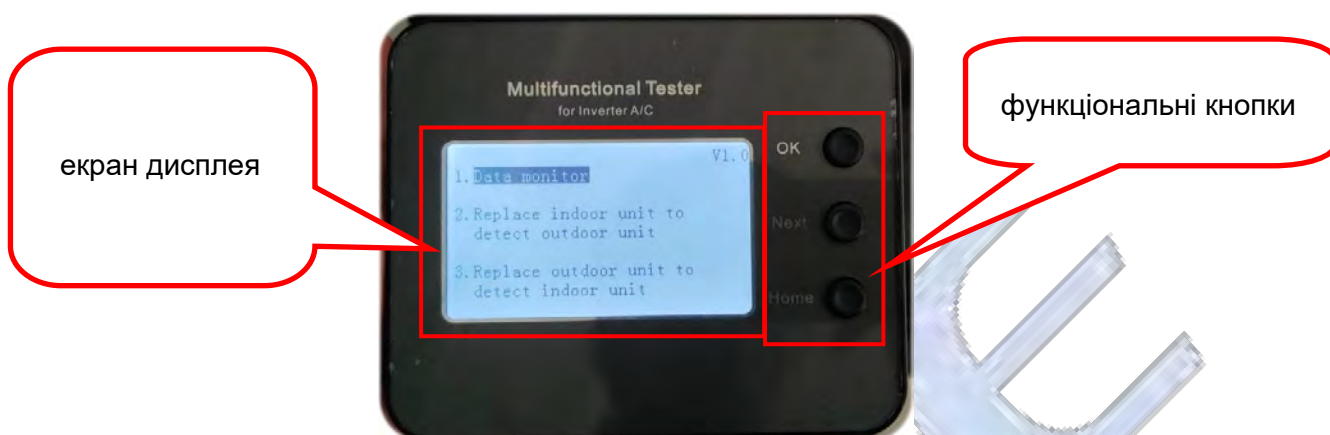 Multifunctional Tester
for Inverter A/C
екран дисплея
функціональні кнопки
V1.0
1.Data monitor
2.Replace indoor unit to
detect outdoor unit
3.Replace outdoor unit to
detect indoor unit
OK
Next
Home